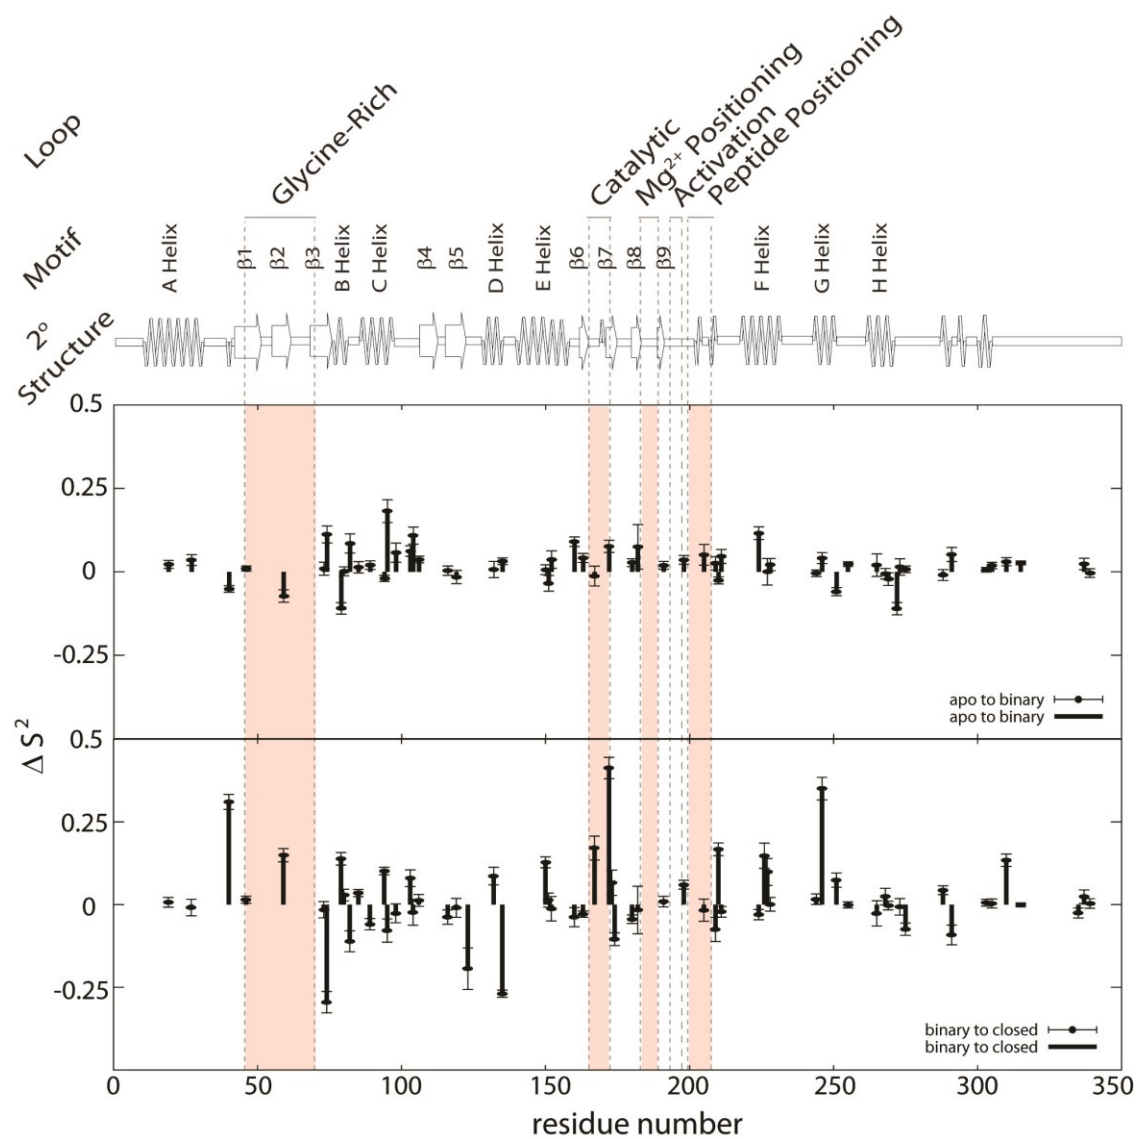 Loop
Glycine-Rich
Catalytic
Mg2+ Positioning
Activation
Peptide Positioning
Motif
A Helix
β1
β2
β3
B Helix
C Helix
β4
β5
D Helix
E Helix
β6
β7
β8
β9
F Helix
G Helix
H Helix
2°
Structure
0.5
0.25
0
-0.25
apo to binary
apo to binary
-0.5
0.5
0.25
0
-0.25
binary to closed
binary to closed
Δ S2
0 50 100 150 200 250 300 350
residue number